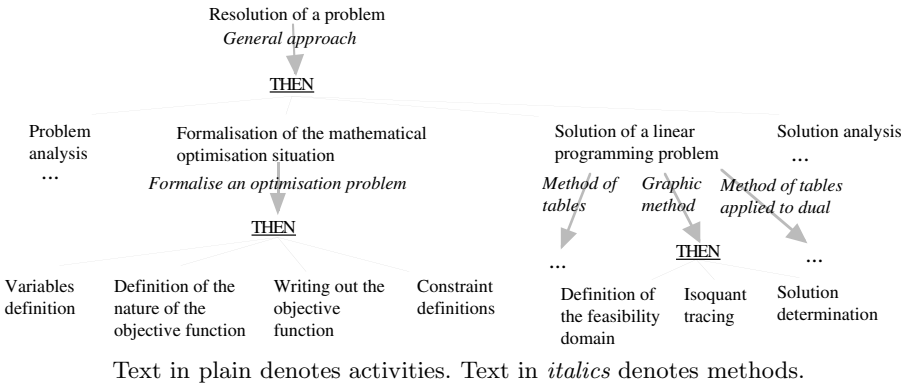 Resolution of a problem
General approach
THEN
Problem
analysis
...
Formalisation of the mathematical
optimisation situation
Formalise an optimisation problem
THEN
Variables
definition
Definition of the
nature of the
objective function
Writing out the
objective
function
Constraint
definitions
Solution of a linear
programming problem
Method of
tables
...
Graphic
method
THEN
Definition of
the feasibility
domain
Isoquant
tracing
Solution
determination
Method of tables
applied to dual
...
Solution analysis
...
Text in plain denotes activities. Text in italics denotes methods.